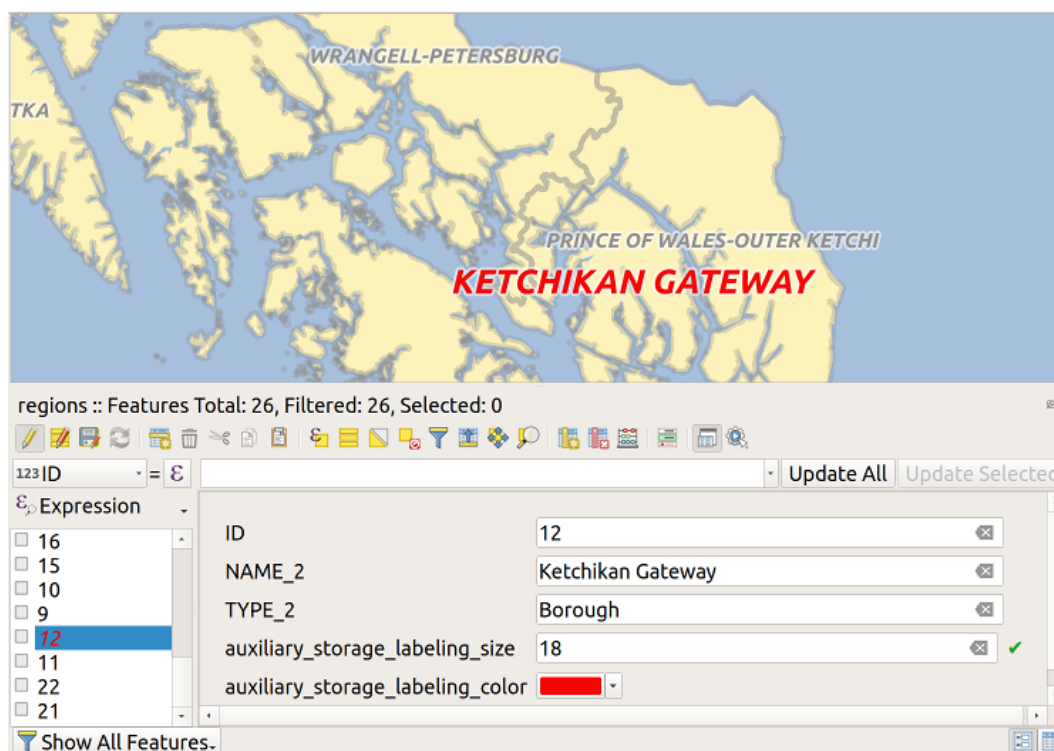 WRANGELL-PETERSBURG
TKA
PRINCE OF WALES-OUTER KETCHI
KETCHIKAN GATEWAY
regions :: Features Total: 26, Filtered: 26, Selected: 0
123 ID = ε Update All Update Selected
Expression
ID 12
NAME_2 Ketchikan Gateway
TYPE_2 Borough
auxiliary_storage_labeling_size 18
auxiliary_storage_labeling_color
16
15
10
9
12
11
22
21
Show All Features